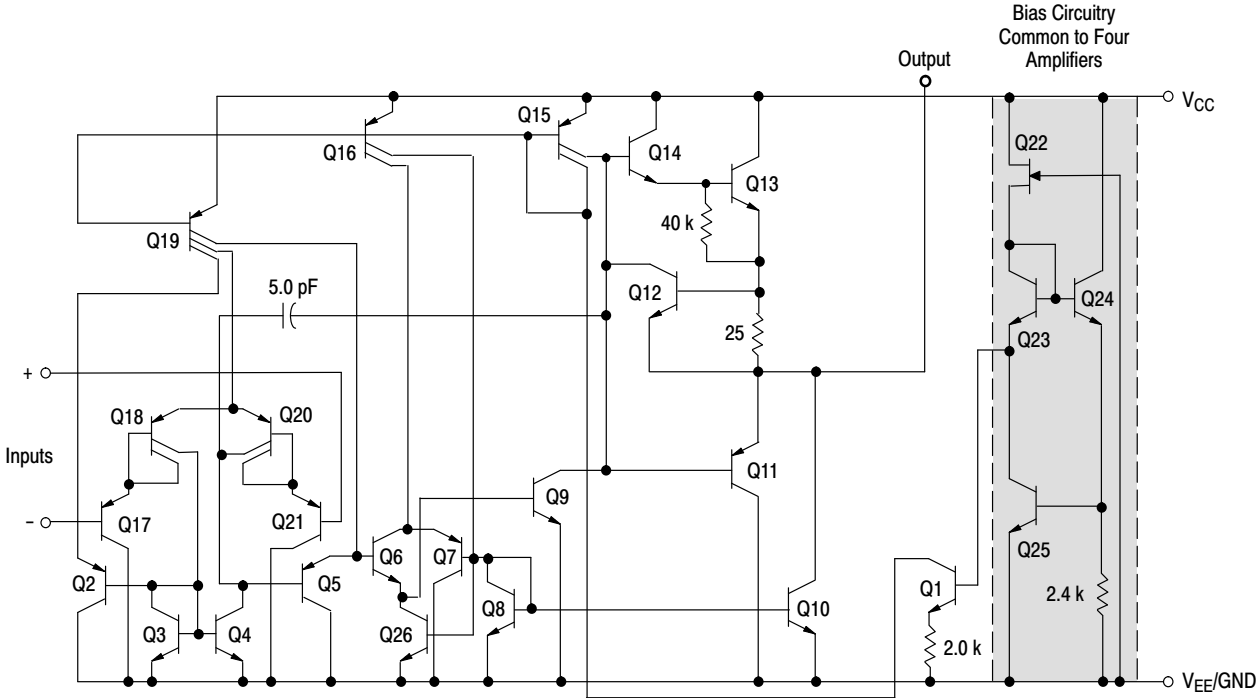 Bias Circuitry
Common to Four
Amplifiers
Output
V_CC
Q15
Q22
Q16
Q14
Q13
40 k
Q19
5.0 pF
Q12
Q24
25
Q23
+
Q18
Q20
Inputs
Q11
Q9
-
Q17
Q21
Q25
Q6
Q7
Q2
Q5
Q1
2.4 k
Q8
Q10
Q3
Q4
Q26
2.0 k
V_EE/GND